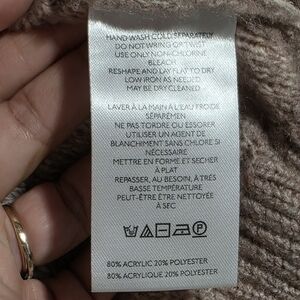 HAND WASH COLD SEPARATELY
DO NOT WRING OR TWIST
USE ONLY NON-CHLORINE
BLEACH
RESHAPE AND LAY FLAT TO DRY
LOW IRON AS NEEDED
MAY BE DRY CLEANED
LAVER À LA MAIN À L'EAU FROIDE
SÉPARÉMEN
NE PAS TORDRE OU ESSORER
UTILISER UN AGENT DE
BLANCHIMENT SANS CHLORE SI
NÉCESSAIRE
METTRE EN FORME ET SECHER
À PLAT
REPASSER, AU BESOIN, À TRÈS
BASSE TEMPÉRATURE
PEUT-ÊTRE ÊTRE NETTOYÉE
À SEC
80% ACRYLIC 20% POLYESTER
80% ACRYLIQUE 20% POLYESTER